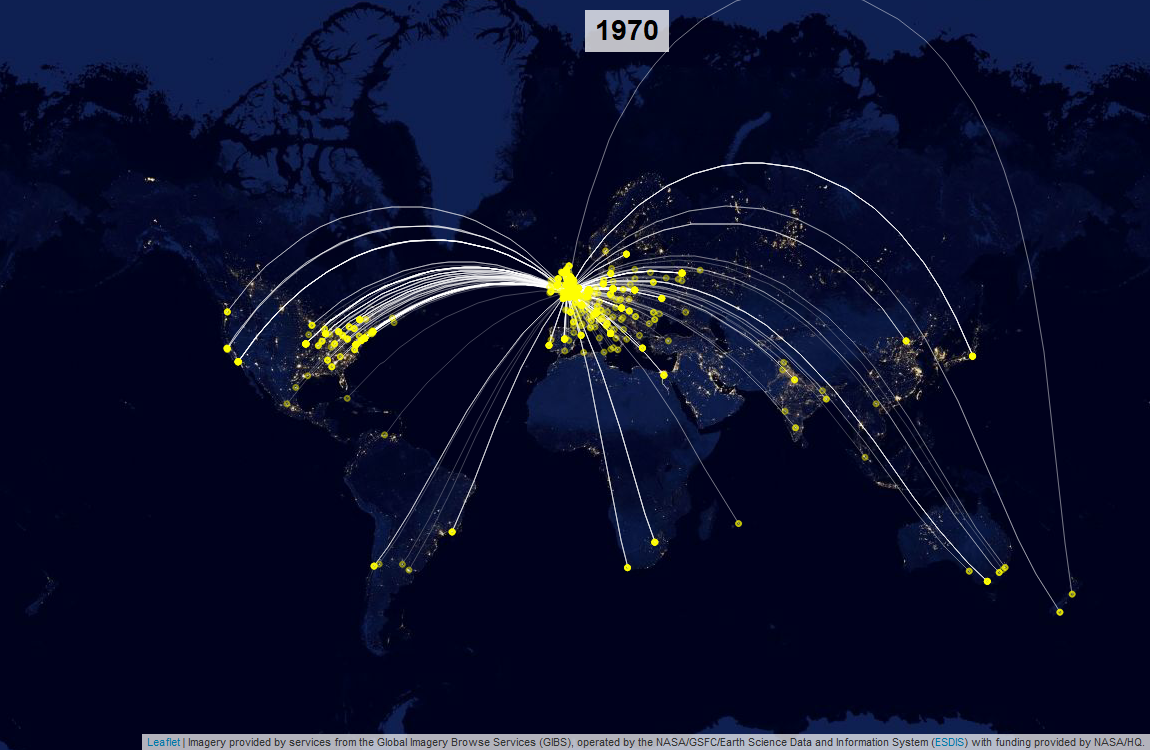 1970
Leaflet | Imagery provided by services from the Global Imagery Browse Services (GIBS), operated by the NASA/GSFC/Earth Science Data and Information System (ESDIS) with funding provided by NASA/HQ.